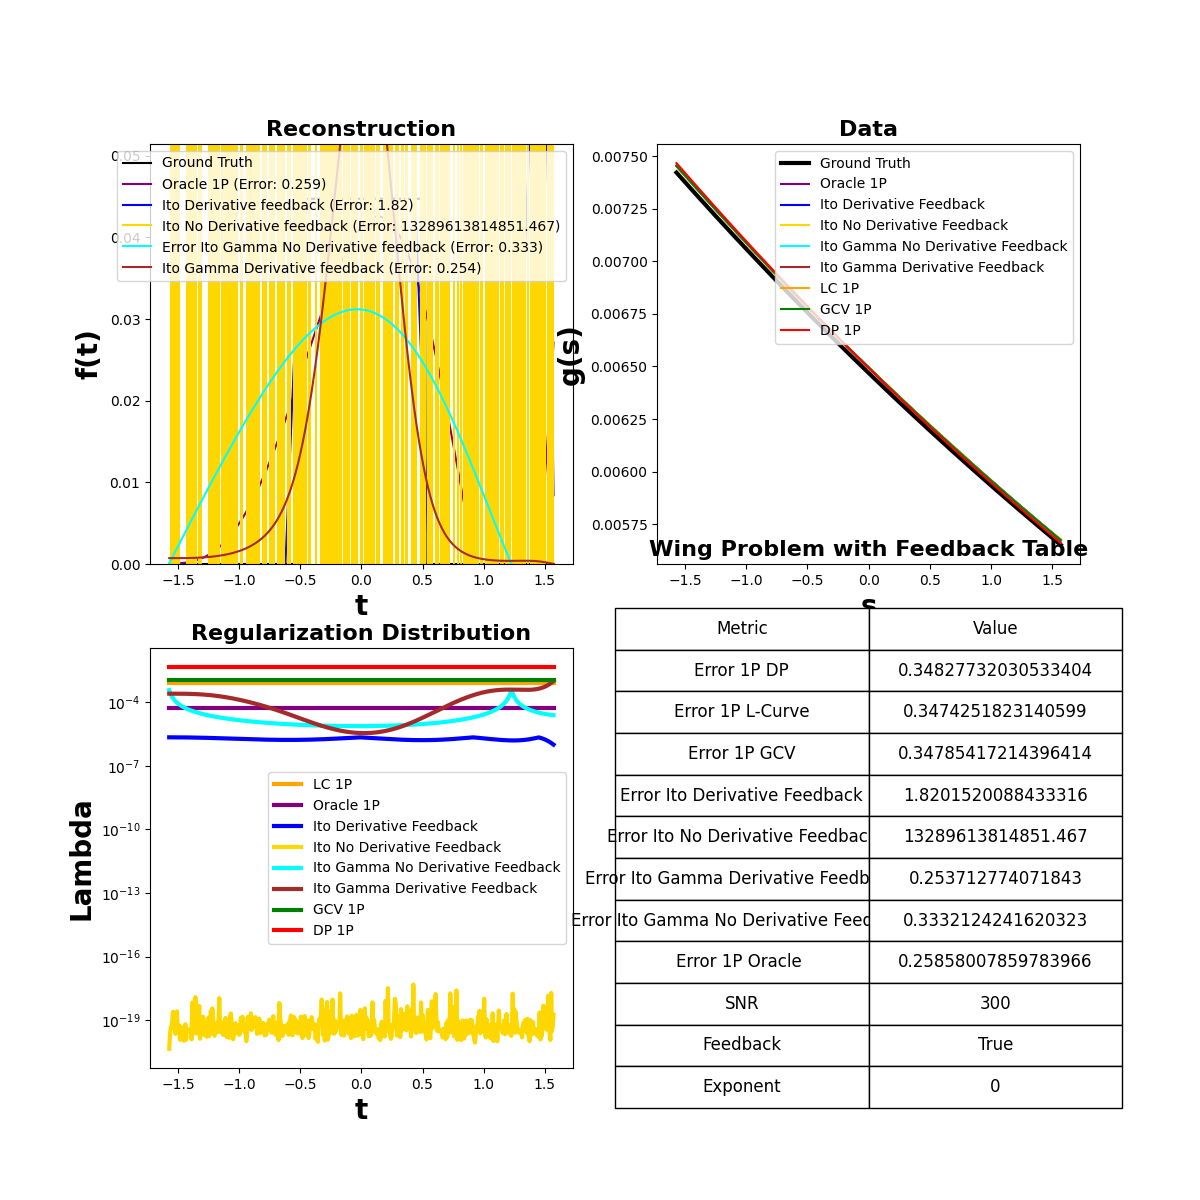 Reconstruction
0.05
0.04
0.03
0.02
0.01
0.00
f(t)
Ground Truth
Oracle 1P (Error: 0.259)
Ito Derivative feedback (Error: 1.82)
Ito No Derivative feedback (Error: 13289613814851.467)
Error Ito Gamma No Derivative feedback (Error: 0.333)
Ito Gamma Derivative feedback (Error: 0.254)
−1.5 −1.0 −0.5 0.0 0.5 1.0 1.5
t
Data
0.00750
0.00725
0.00700
0.00675
0.00650
0.00625
0.00600
0.00575
g(s)
Ground Truth
Oracle 1P
Ito Derivative Feedback
Ito No Derivative Feedback
Ito Gamma No Derivative Feedback
Ito Gamma Derivative Feedback
LC 1P
GCV 1P
DP 1P
−1.5 −1.0 −0.5 0.0 0.5 1.0 1.5
s
Regularization Distribution
10⁻⁴
10⁻⁷
10⁻¹⁰
10⁻¹³
10⁻¹⁶
10⁻¹⁹
Lambda
LC 1P
Oracle 1P
Ito Derivative Feedback
Ito No Derivative Feedback
Ito Gamma No Derivative Feedback
Ito Gamma Derivative Feedback
GCV 1P
DP 1P
−1.5 −1.0 −0.5 0.0 0.5 1.0 1.5
t
Wing Problem with Feedback Table
Metric Value
Error 1P DP 0.34827732030533404
Error 1P L-Curve 0.3474251823140599
Error 1P GCV 0.34785417214396414
Error Ito Derivative Feedback 1.8201520088433316
Error Ito No Derivative Feedbac 13289613814851.467
Error Ito Gamma Derivative Feedb 0.253712774071843
Error Ito Gamma No Derivative Feec 0.3332124241620323
Error 1P Oracle 0.25858007859783966
SNR 300
Feedback True
Exponent 0